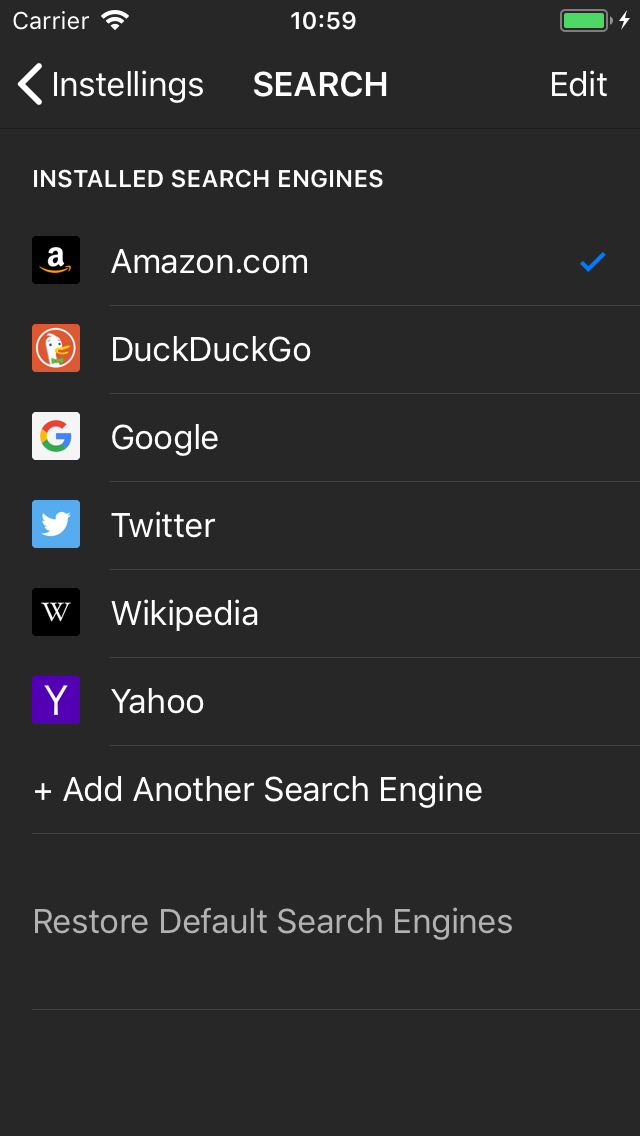 Carrier 10:59
Instellings SEARCH Edit
INSTALLED SEARCH ENGINES
a Amazon.com
DuckDuckGo
G Google
Twitter
W Wikipedia
Y Yahoo
+ Add Another Search Engine
Restore Default Search Engines